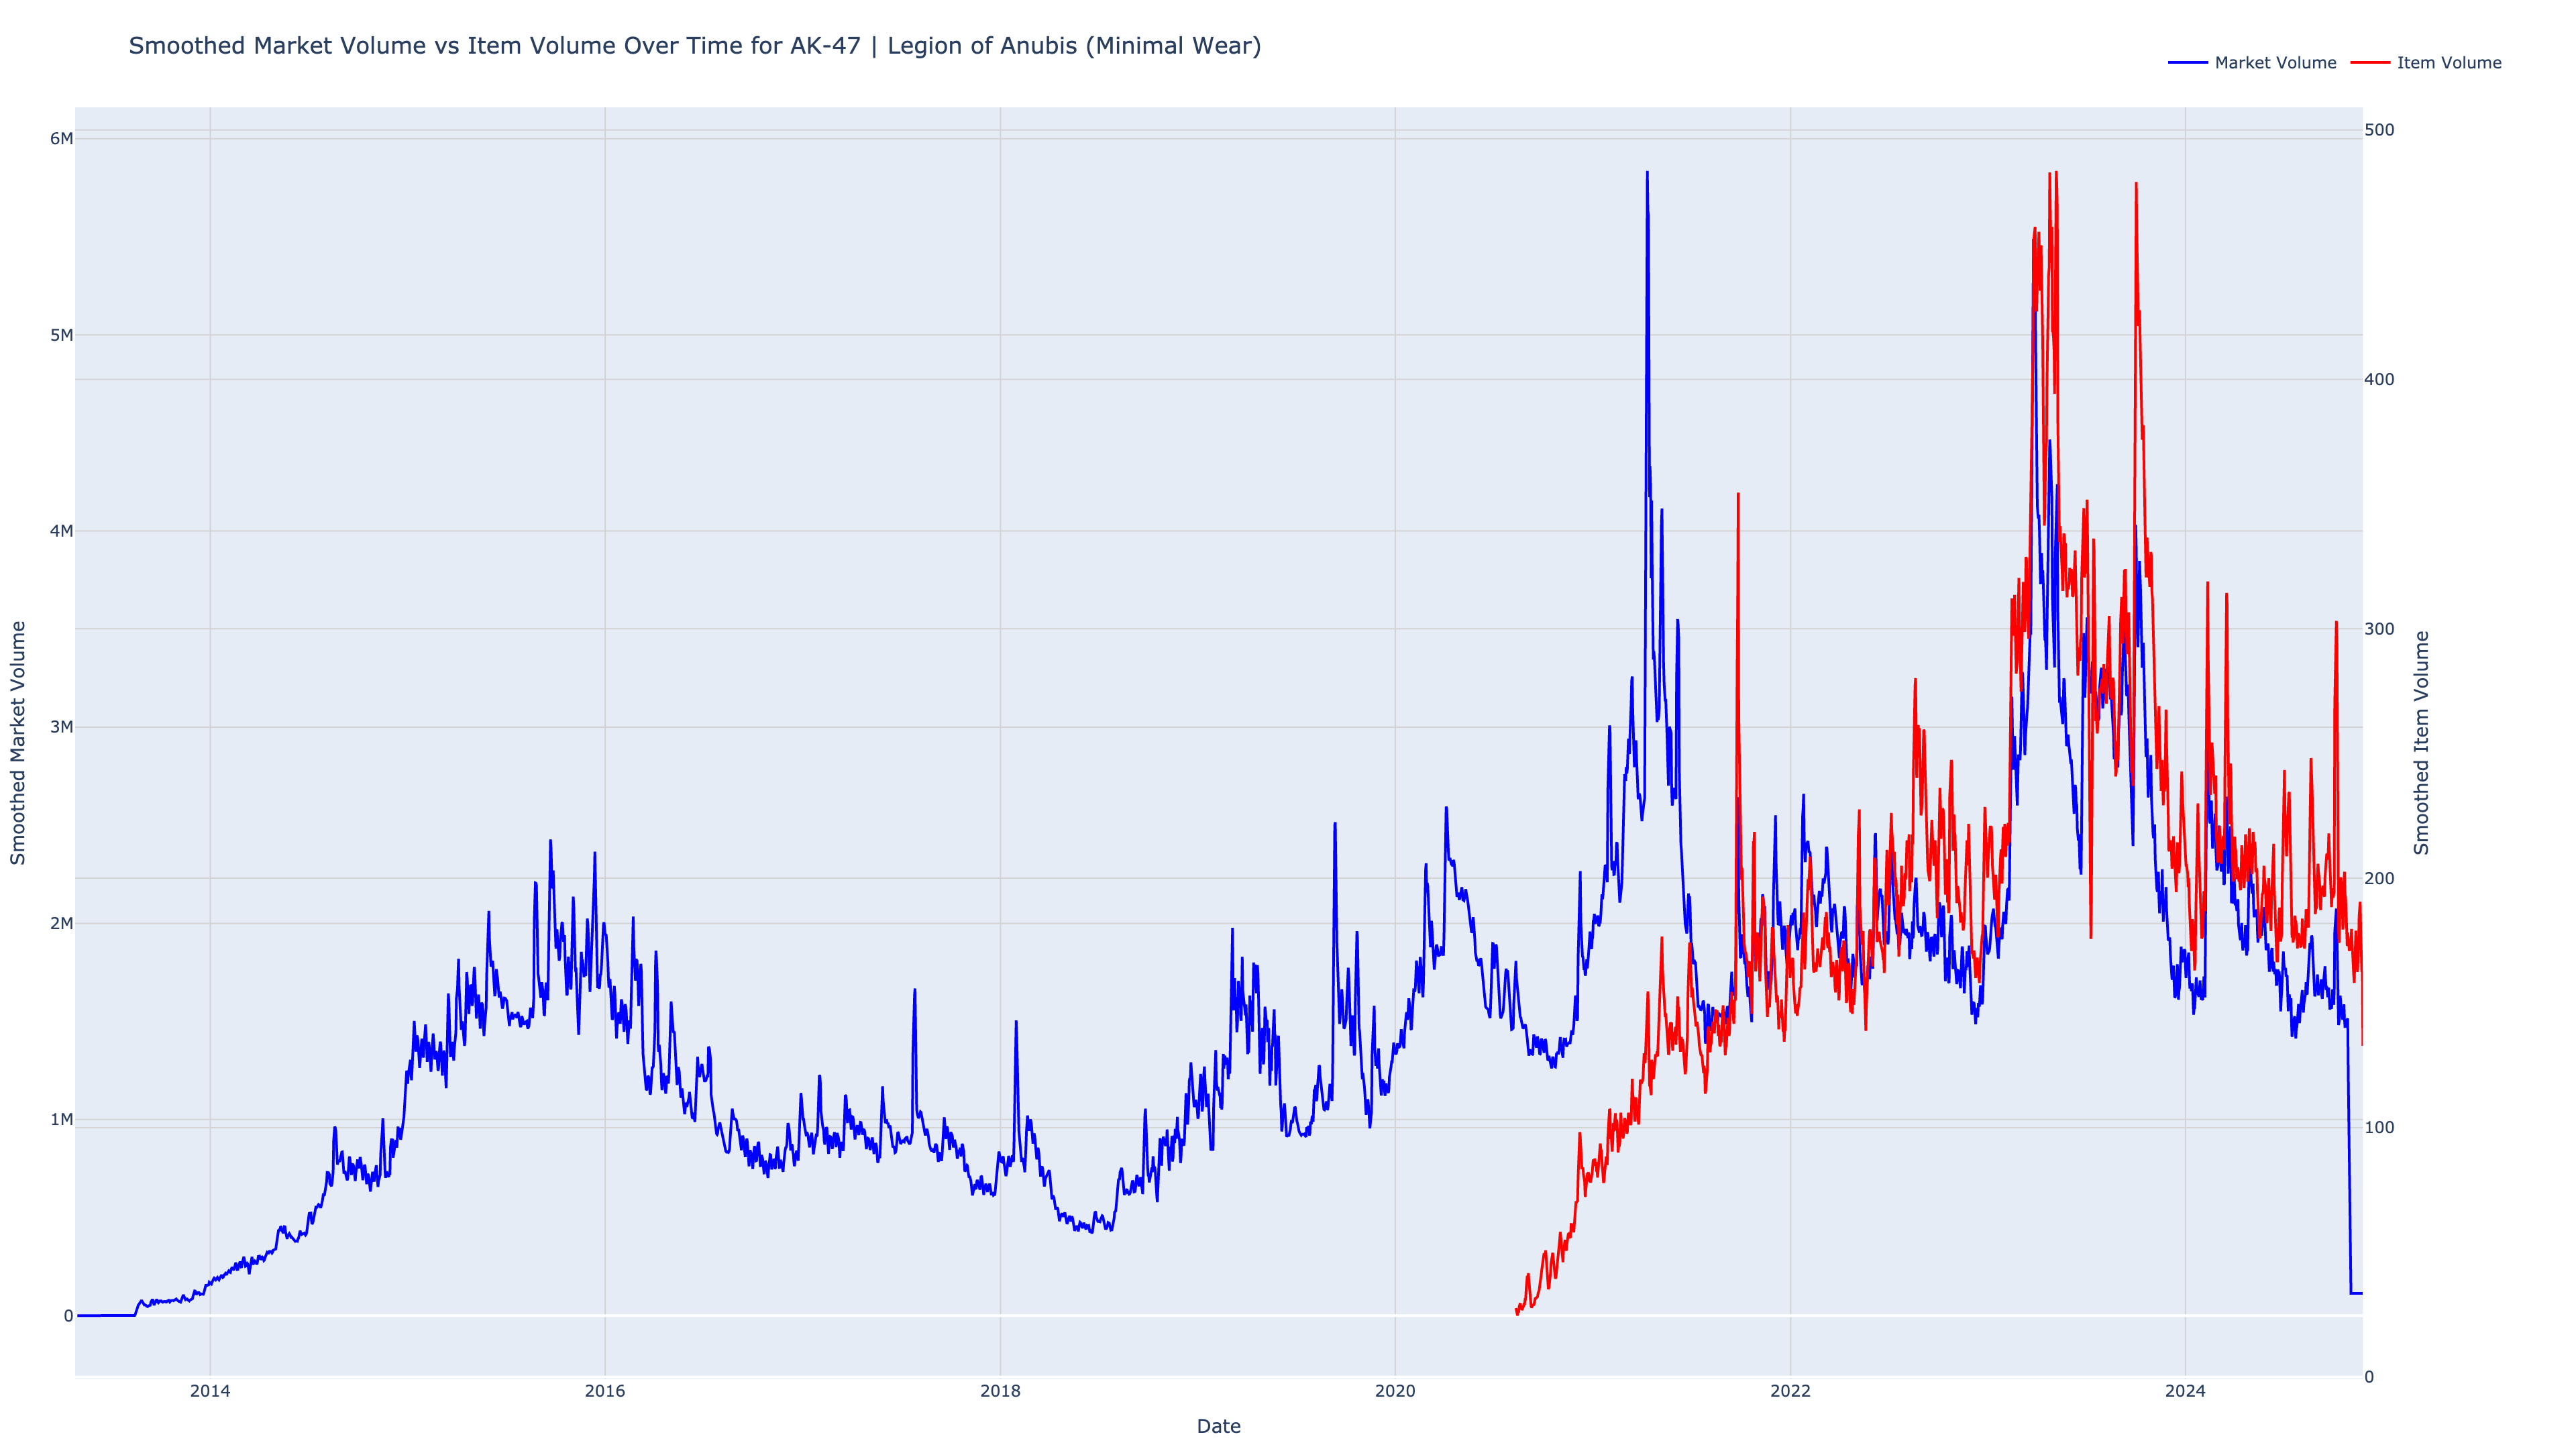 Smoothed Market Volume vs Item Volume Over Time for AK-47 | Legion of Anubis (Minimal Wear)
Market Volume
Item Volume
6M
5M
4M
3M
2M
1M
0
Smoothed Market Volume
500
400
300
200
100
0
Smoothed Item Volume
2014
2016
2018
2020
2022
2024
Date